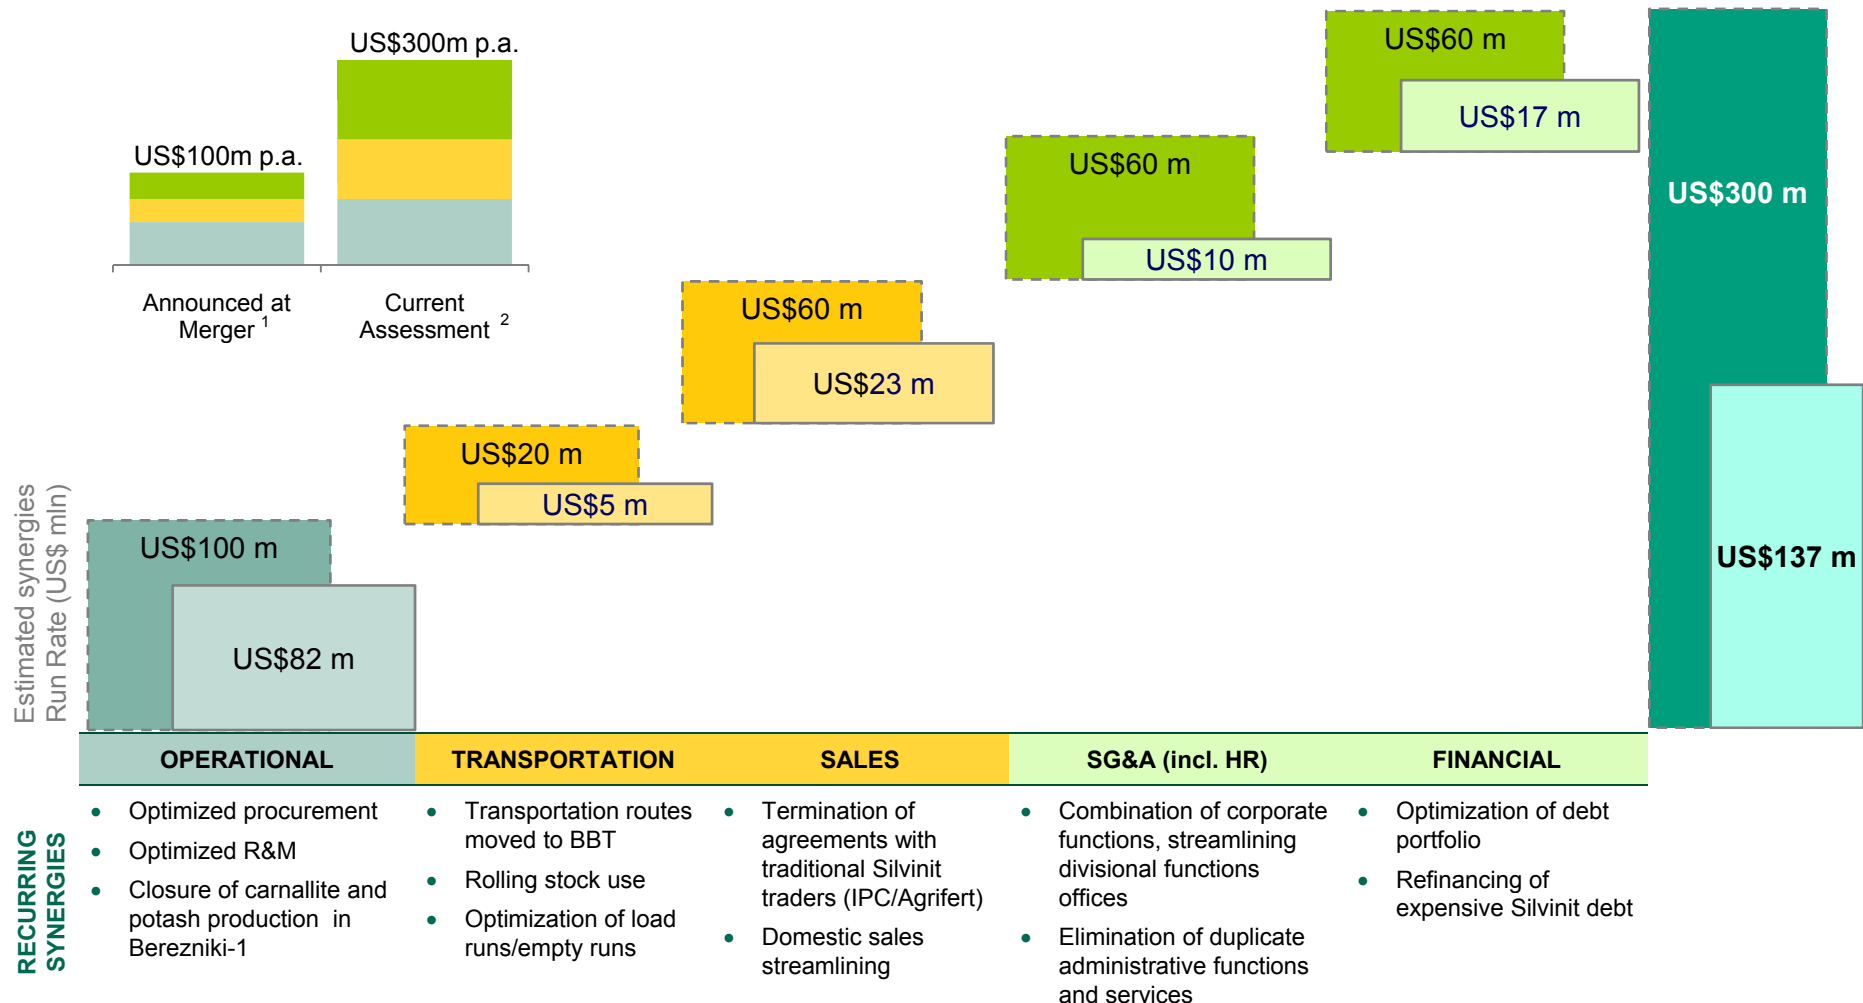 US$300m p.a.
US$100m p.a.
Announced at
Merger 1
Current
Assessment 2
US$60 m
US$17 m
US$60 m
US$10 m
US$60 m
US$23 m
US$20 m
US$5 m
US$100 m
US$82 m
US$300 m
US$137 m
Estimated synergies
Run Rate (US$ mln)
OPERATIONAL
TRANSPORTATION
SALES
SG&A (incl. HR)
FINANCIAL
RECURRING
SYNERGIES
• Optimized procurement
• Optimized R&M
• Closure of carnallite and
potash production in
Berezniki-1
• Transportation routes
moved to BBT
• Rolling stock use
• Optimization of load
runs/empty runs
• Termination of
agreements with
traditional Silvinit
traders (IPC/Agrifert)
• Domestic sales
streamlining
• Combination of corporate
functions, streamlining
divisional functions
offices
• Elimination of duplicate
administrative functions
and services
• Optimization of debt
portfolio
• Refinancing of
expensive Silvinit debt